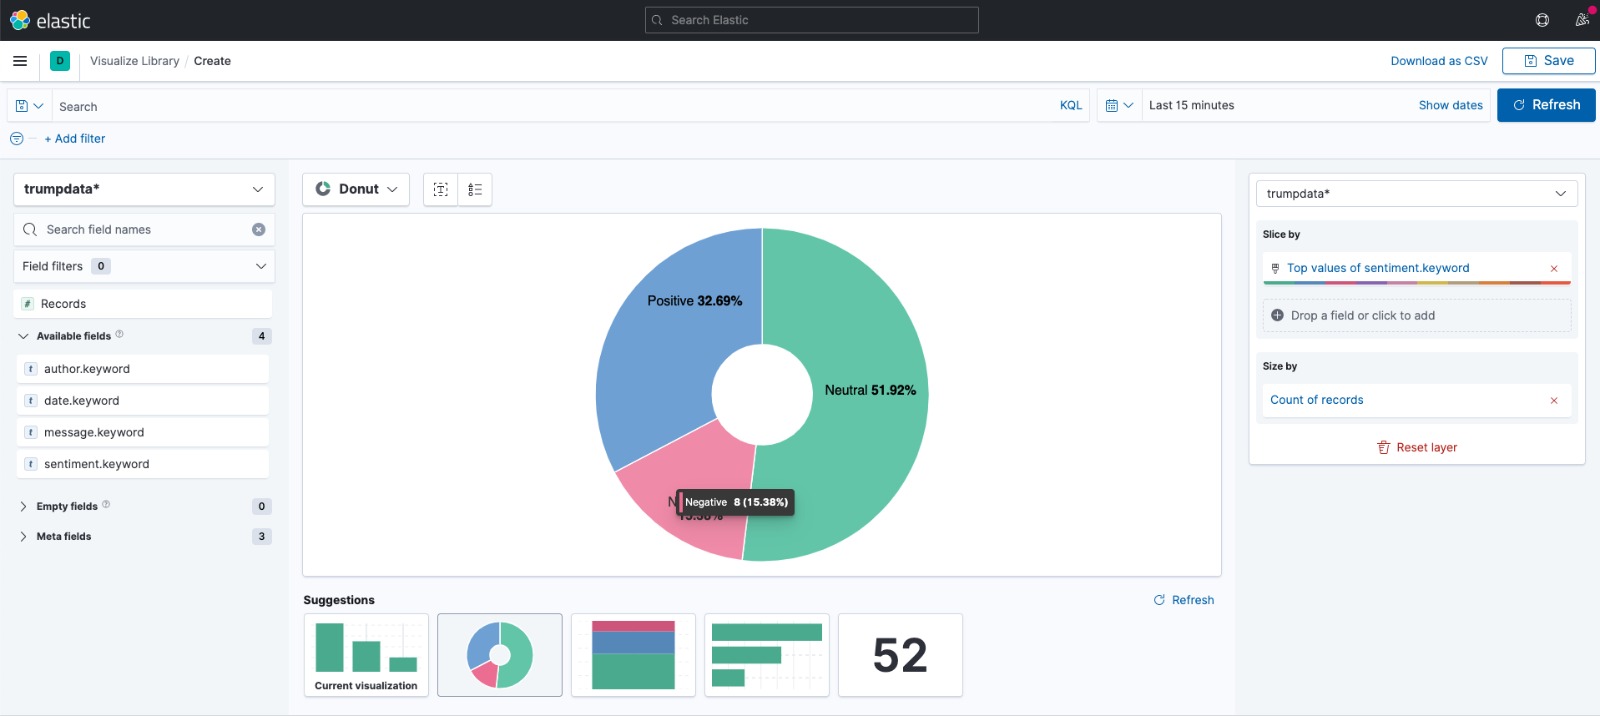 elastic
Search Elastic
D
Visualize Library / Create
Download as CSV
Save
Search
KQL
Last 15 minutes
Show dates
Refresh
+ Add filter
trumpdata*
Search field names
Field filters 0
# Records
Available fields 4
t author.keyword
t date.keyword
t message.keyword
t sentiment.keyword
Empty fields 0
Meta fields 3
Donut
Positive 32.69%
Neutral 51.92%
Negative 8 (15.38%)
Suggestions
Refresh
Current visualization
52
trumpdata*
Slice by
Top values of sentiment.keyword
Drop a field or click to add
Size by
Count of records
Reset layer